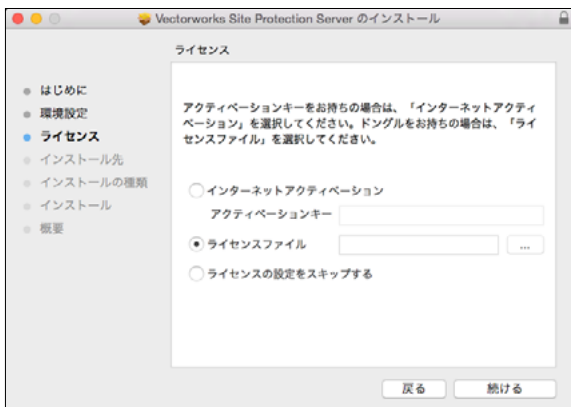 Vectorworks Site Protection Server のインストール
ライセンス
はじめに
環境設定
ライセンス
インストール先
インストールの種類
インストール
概要
アクティベーションキーをお持ちの場合は、「インターネットアクティ
ベーション」を選択してください。ドングルをお持ちの場合は、「ライ
センスファイル」を選択してください。
インターネットアクティベーション
アクティベーションキー
ライセンスファイル
...
ライセンスの設定をスキップする
戻る
続ける